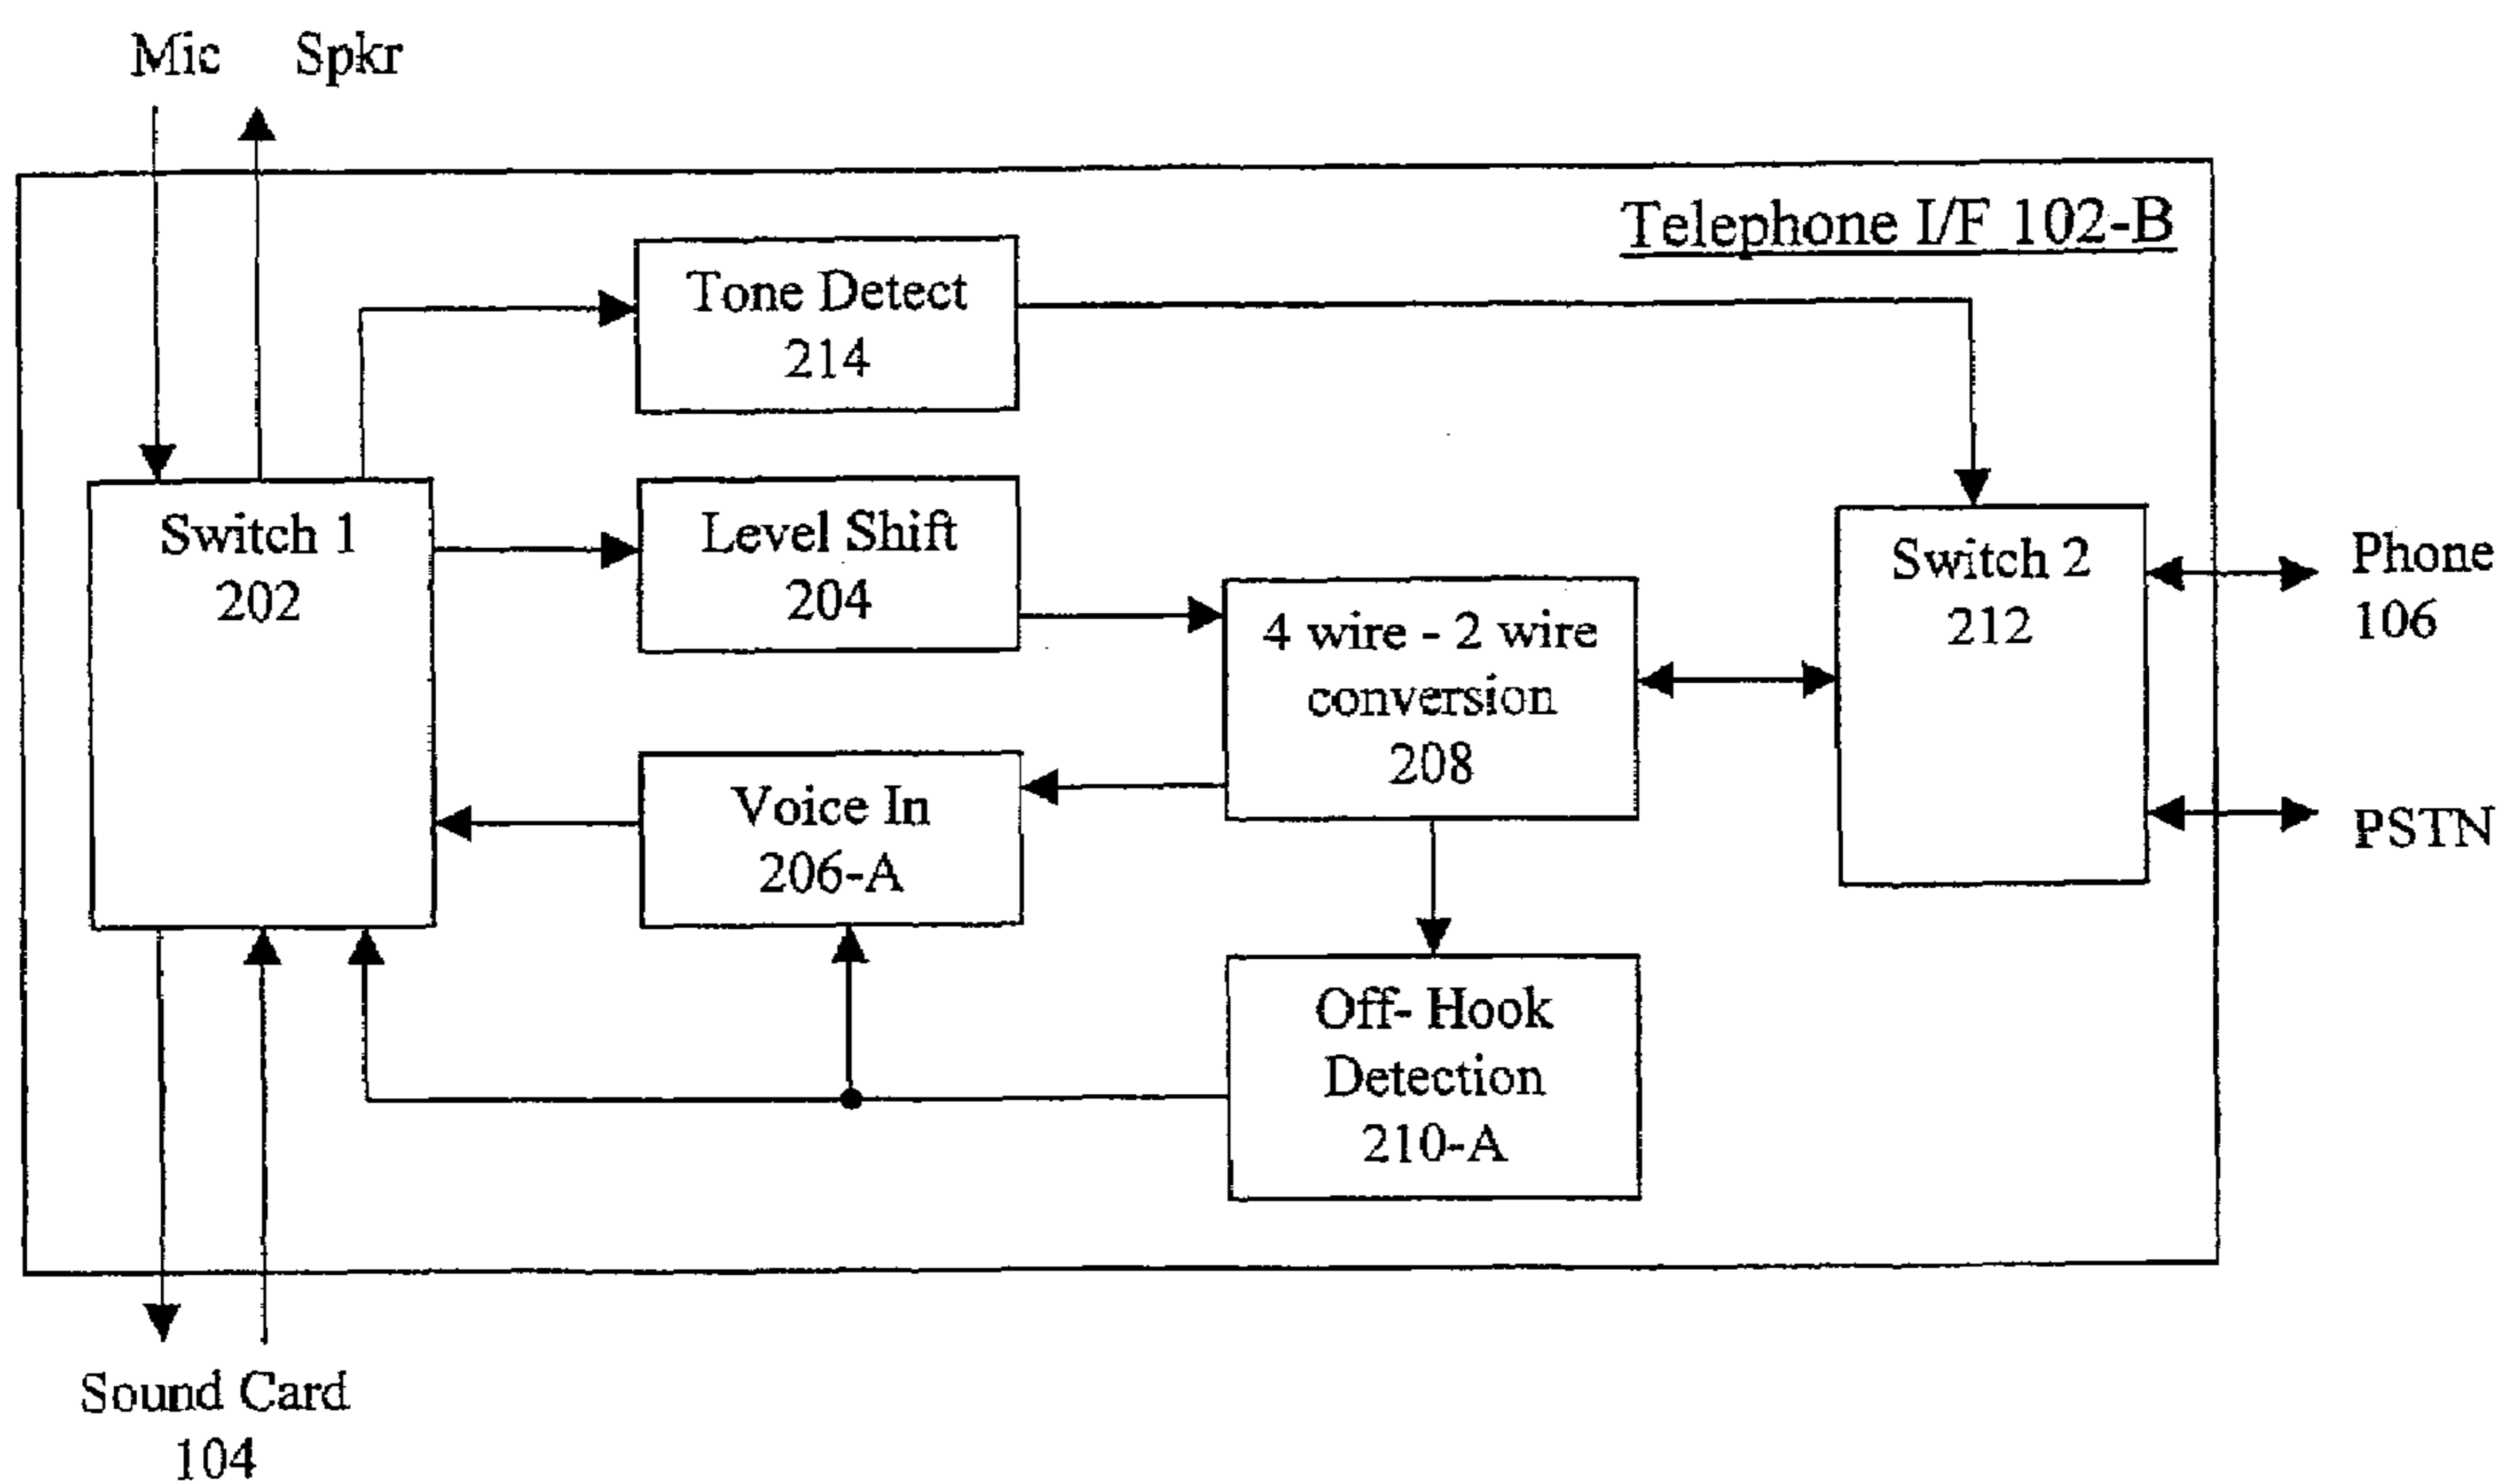 Mic Spkr
Telephone I/F 102-B
Tone Detect
214
Switch 1
202
Level Shift
204
4 wire - 2 wire
conversion
208
Switch 2
212
Phone
106
PSTN
Voice In
206-A
Off- Hook
Detection
210-A
Sound Card
104